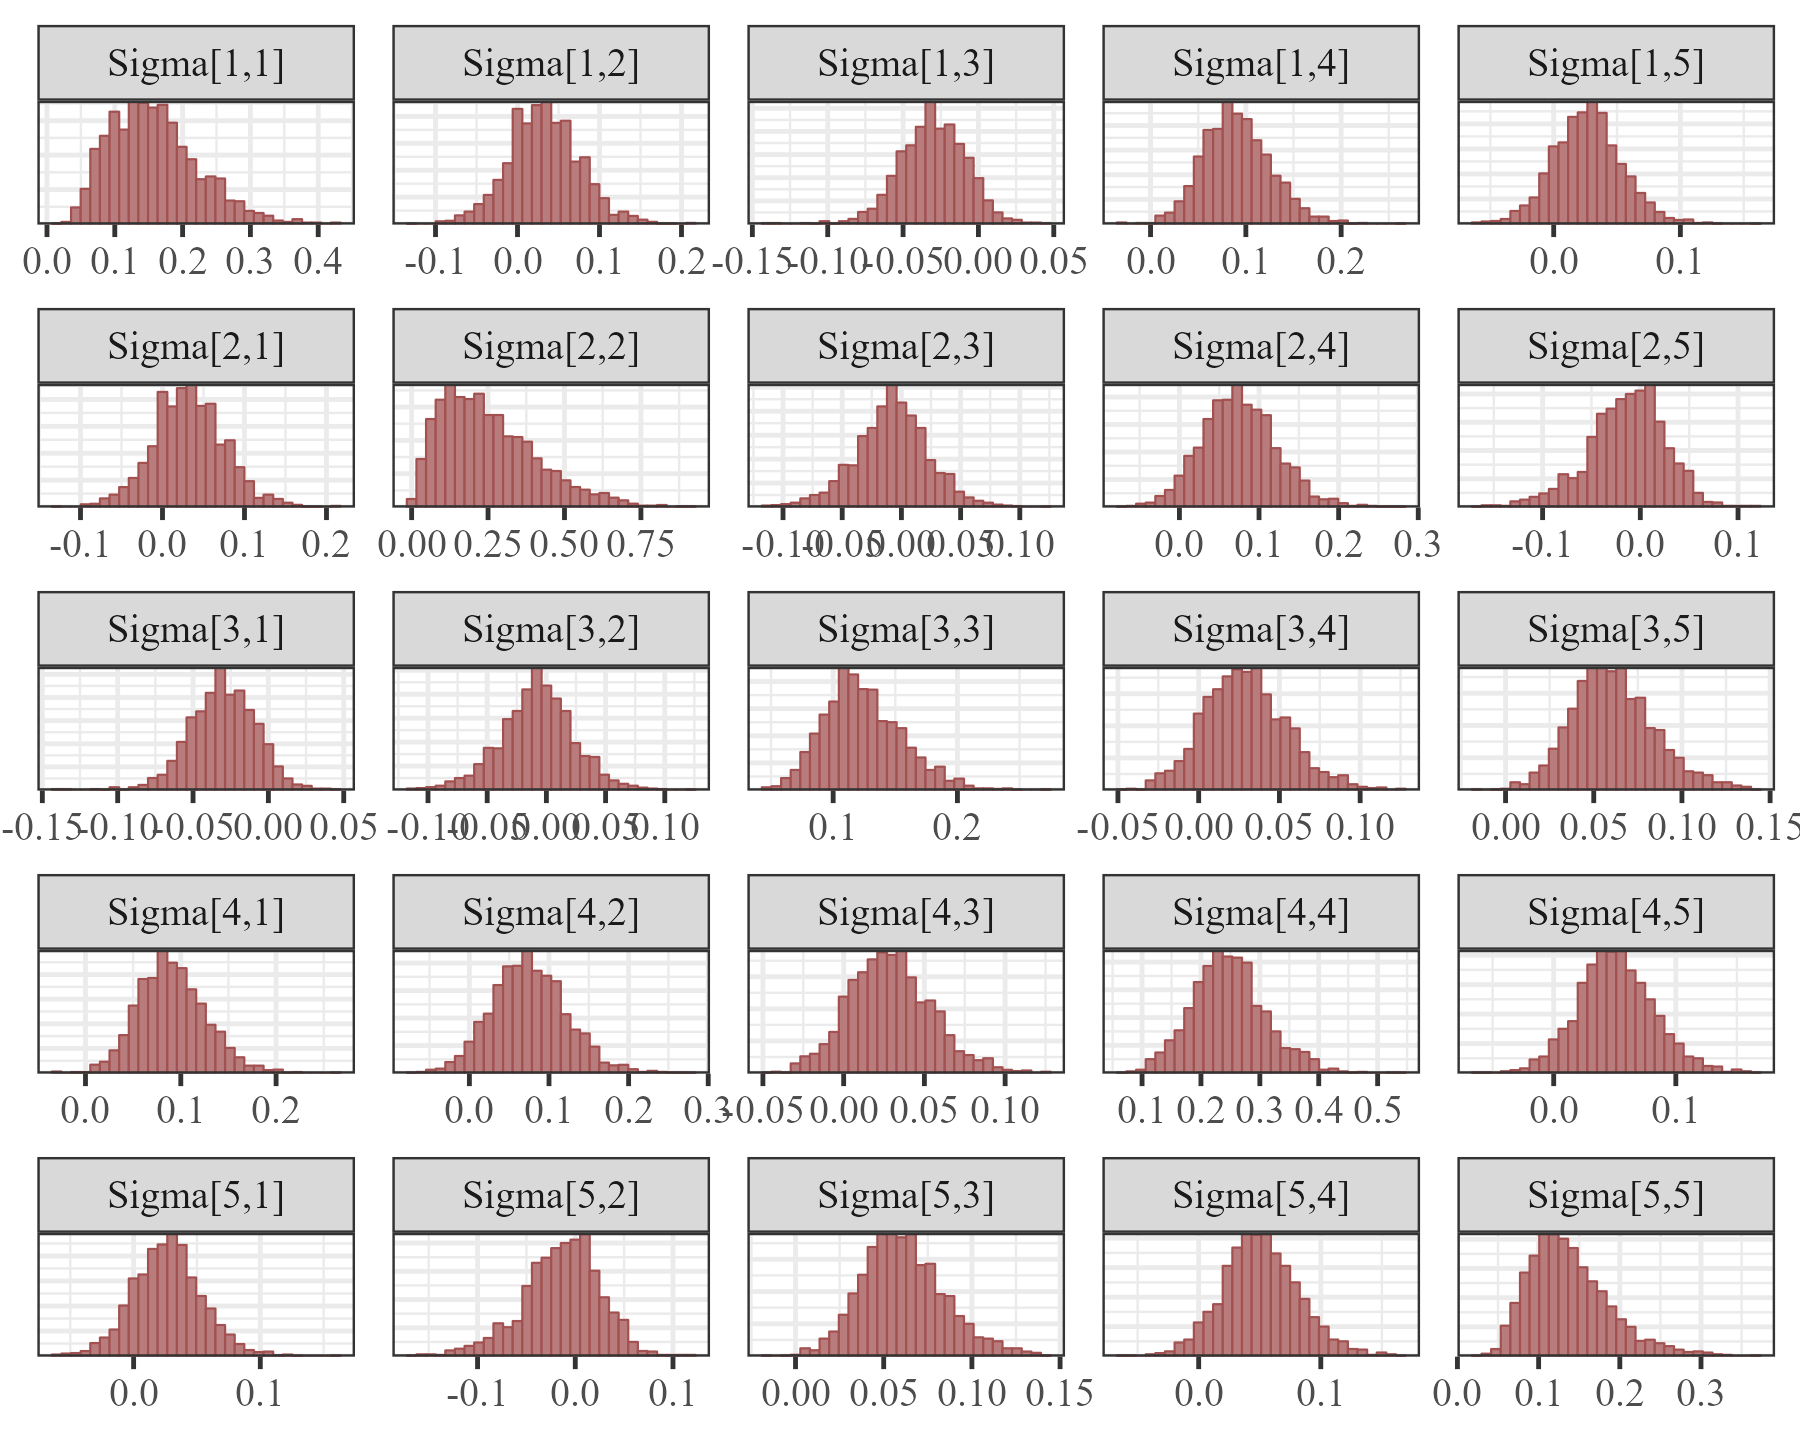 Sigma[1,1] Sigma[1,2] Sigma[1,3] Sigma[1,4] Sigma[1,5]
0.0 0.1 0.2 0.3 0.4 -0.1 0.0 0.1 0.2 -0.15 -0.10 -0.05 0.00 0.05 0.0 0.1 0.2 0.0 0.1
Sigma[2,1] Sigma[2,2] Sigma[2,3] Sigma[2,4] Sigma[2,5]
-0.1 0.0 0.1 0.2 0.00 0.25 0.50 0.75 -0.10 -0.05 0.00 0.05 0.10 0.0 0.1 0.2 0.3 -0.1 0.0 0.1
Sigma[3,1] Sigma[3,2] Sigma[3,3] Sigma[3,4] Sigma[3,5]
-0.15 -0.10 -0.05 0.00 0.05 -0.10 -0.05 0.00 0.05 0.10 0.1 0.2 -0.05 0.00 0.05 0.10 0.00 0.05 0.10 0.15
Sigma[4,1] Sigma[4,2] Sigma[4,3] Sigma[4,4] Sigma[4,5]
0.0 0.1 0.2 0.0 0.1 0.2 0.3 -0.05 0.00 0.05 0.10 0.1 0.2 0.3 0.4 0.5 0.0 0.1
Sigma[5,1] Sigma[5,2] Sigma[5,3] Sigma[5,4] Sigma[5,5]
0.0 0.1 -0.1 0.0 0.1 0.00 0.05 0.10 0.15 0.0 0.1 0.0 0.1 0.2 0.3